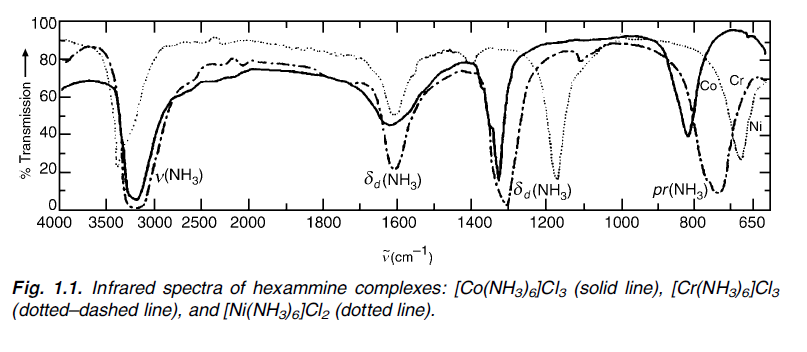 100
80
60
40
20
0
% Transmission
ν(NH3)
δd(NH3)
δd(NH3)
pr(NH3)
Co
Cr
Ni
4000 3500 3000 2500 2000 1800 1600 1400 1200 1000 800 650
ν̃(cm–1)
Fig. 1.1. Infrared spectra of hexammine complexes: [Co(NH3)6]Cl3 (solid line), [Cr(NH3)6]Cl3
(dotted–dashed line), and [Ni(NH3)6]Cl2 (dotted line).